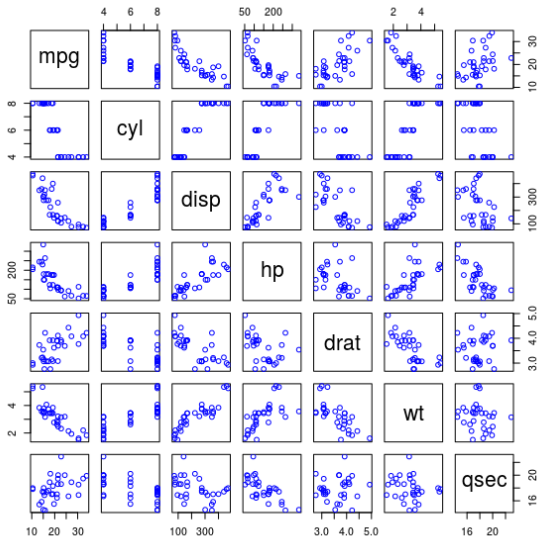 4 6 8 50 200 2 4
mpg 10 20 30
4 6 8 cyl
disp 100 300
50 200 hp
drat 3.0 4.0 5.0
2 4 wt
qsec 16 20
10 20 30 100 300 3.0 4.0 5.0 16 20